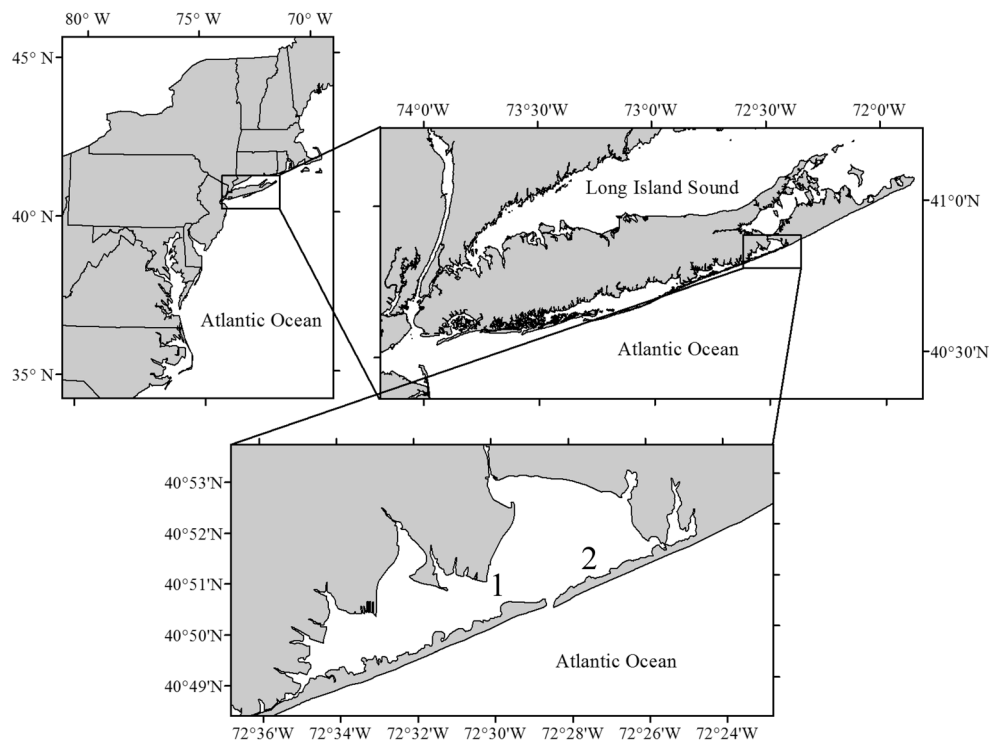 80° W 75° W 70° W
45° N
40° N
35° N
Atlantic Ocean
74°0'W 73°30'W 73°0'W 72°30'W 72°0'W
Long Island Sound
41°0'N
Atlantic Ocean
40°30'N
40°53'N
40°52'N
40°51'N
40°50'N
40°49'N
2
1
Atlantic Ocean
72°36'W 72°34'W 72°32'W 72°30'W 72°28'W 72°26'W 72°24'W